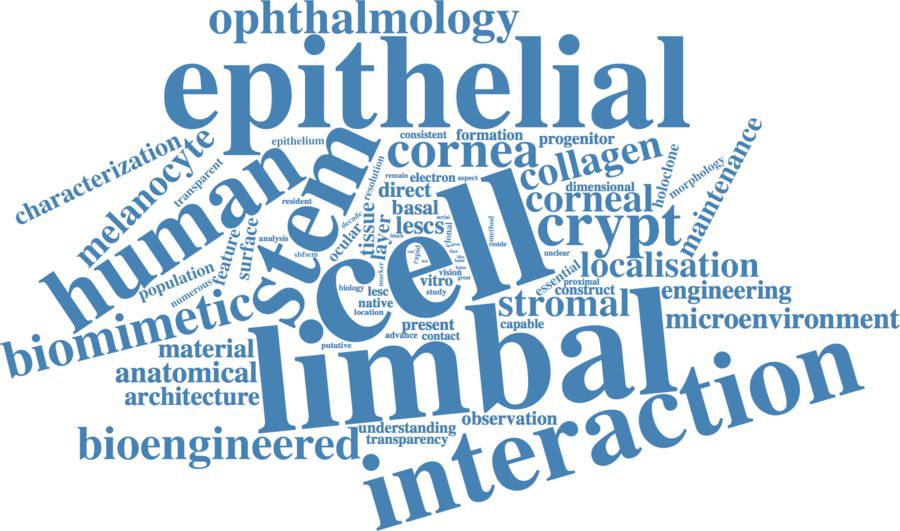 ophthalmology
epithelial
characterization
melanocyte
transparent
epithelium
consistent
formation
progenitor
cornea
collagen
holoclone
morphology
maintenance
human
stem
resolution
remain
electron
aspect
direct
dimensional
corneal
resident
basal
crypt
population
numerous
feature
surface
analysis
sbfsem
decade
ocular
tissue
layer
block
lescs
serial
clonal
method
reside
unclear
cell
rapid
marker
vision
great
vitro
study
biology
lesc
native
location
essential
proximal
construct
localisation
engineering
biomimetic
stromal
microenvironment
limbal
present
capable
advance
contact
putative
material
anatomical
architecture
bioengineered
understanding
transparency
observation
interaction